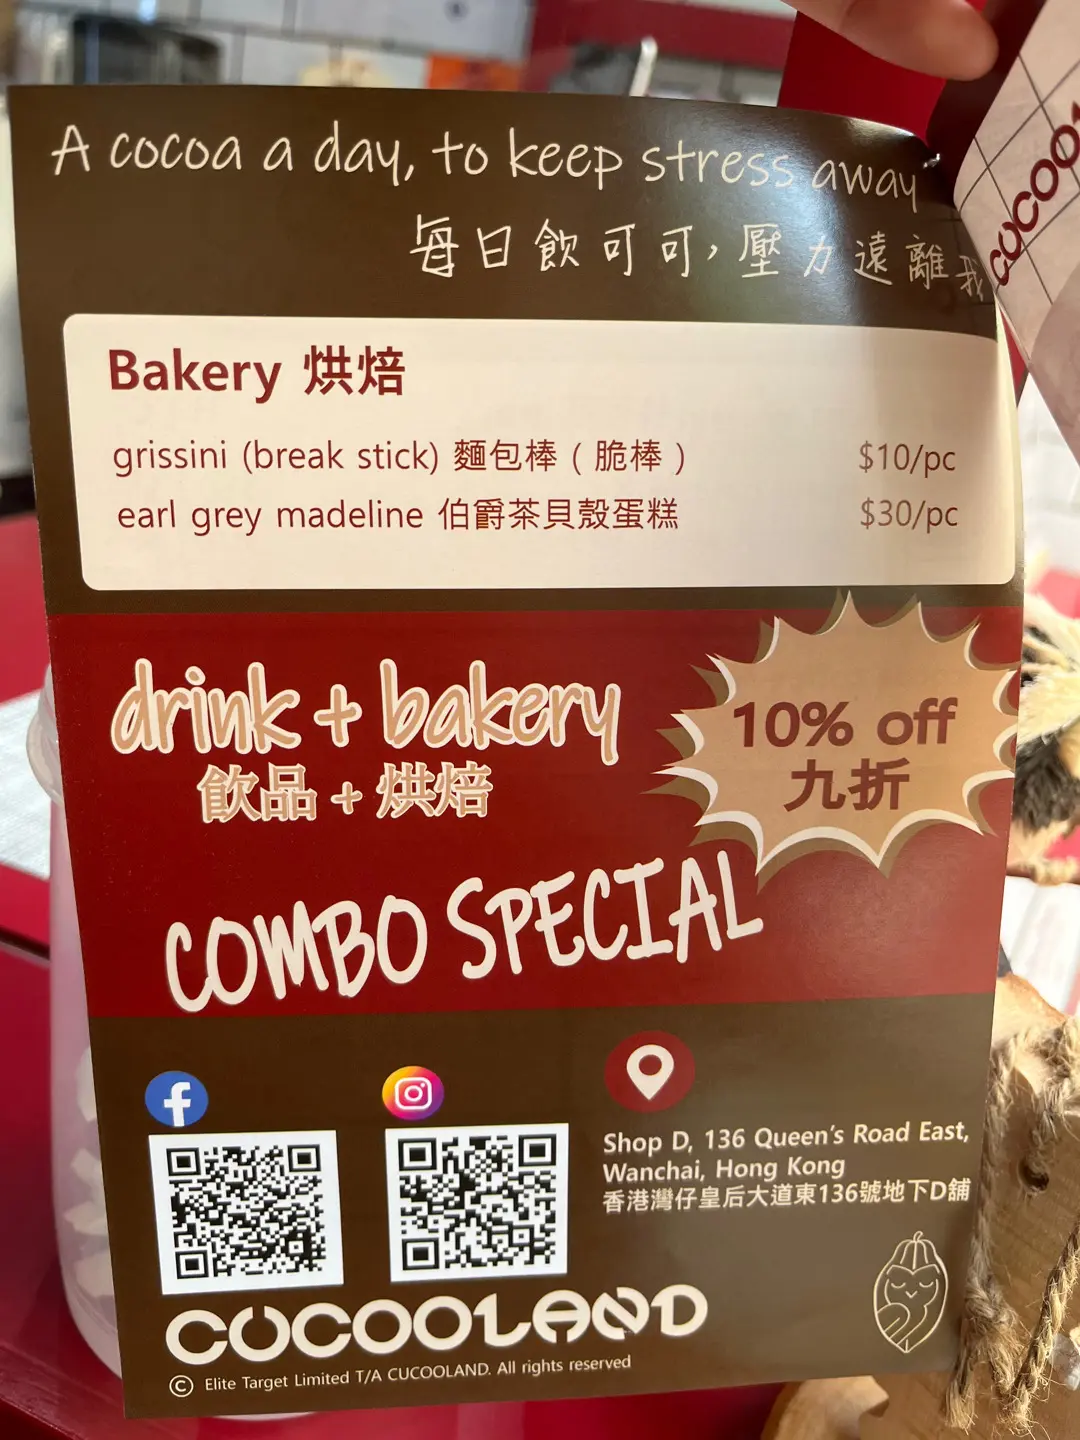 A cocoa a day, to keep stress away
每日飲可可，壓力遠離我
CUCOO
Bakery 烘焙
grissini (break stick) 麵包棒（脆棒） $10/pc
earl grey madeline 伯爵茶貝殼蛋糕 $30/pc
drink + bakery
飲品 + 烘焙
10% off
九折
COMBO SPECIAL
Shop D, 136 Queen's Road East,
Wanchai, Hong Kong
香港灣仔皇后大道東136號地下D舖
CUCOOLAND
© Elite Target Limited T/A CUCOOLAND. All rights reserved